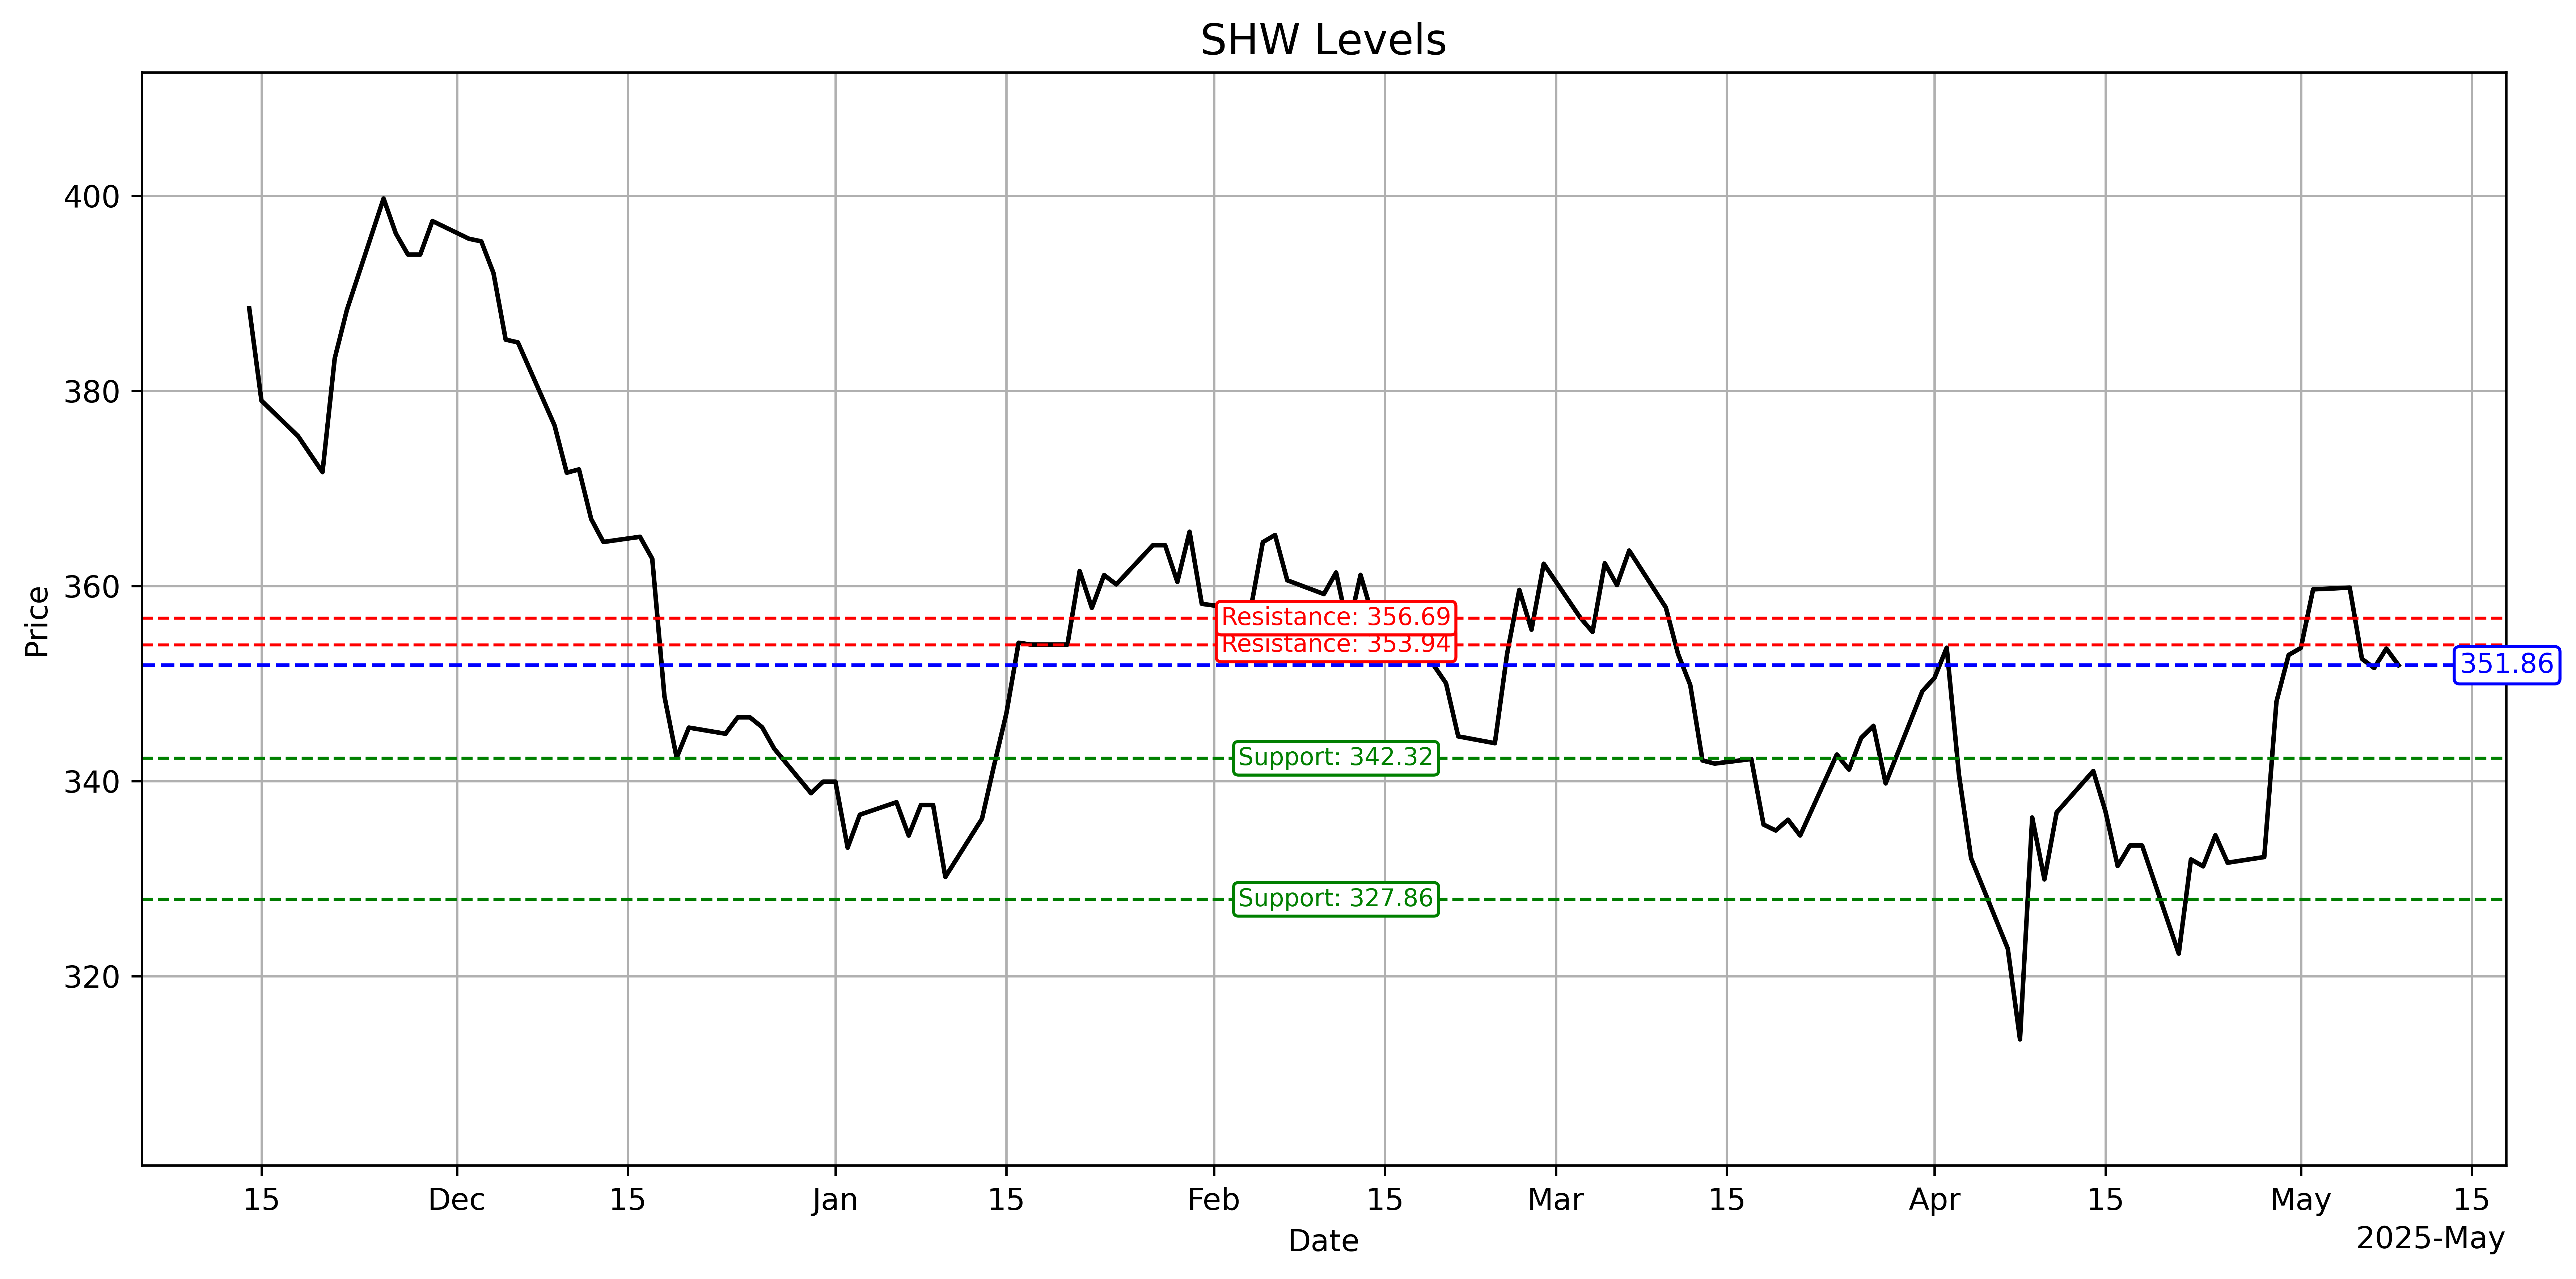 SHW Levels
400
380
360
340
320
Price
Resistance: 356.69
Resistance: 353.94
351.86
Support: 342.32
Support: 327.86
15 Dec 15 Jan 15 Feb 15 Mar 15 Apr 15 May 15
Date
2025-May